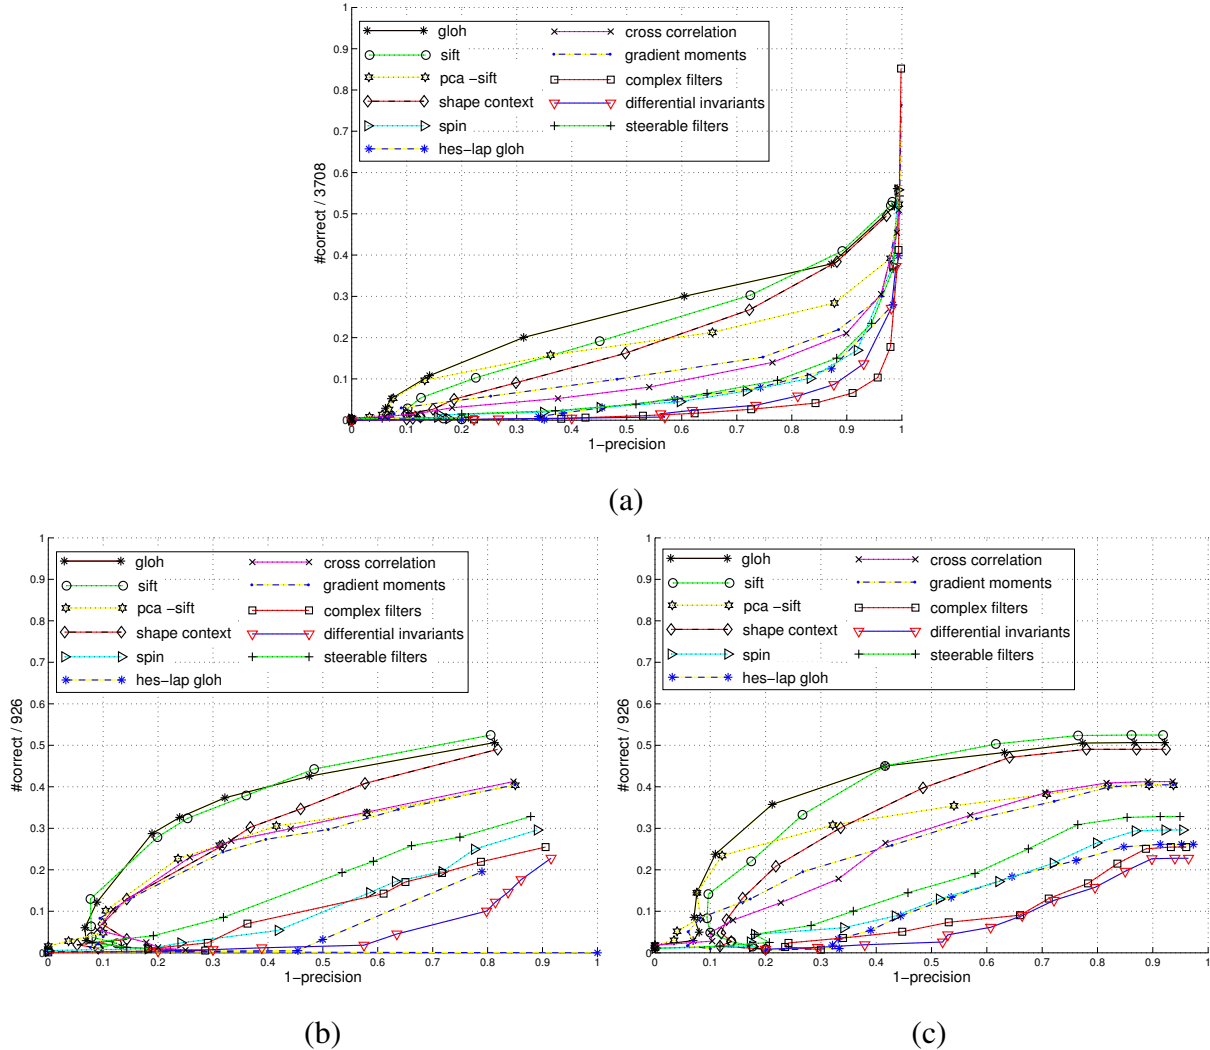 1
0.9
0.8
0.7
0.6
0.5
0.4
0.3
0.2
0.1
0
#correct / 3708
gloh
sift
pca −sift
shape context
spin
hes−lap gloh
cross correlation
gradient moments
complex filters
differential invariants
steerable filters
0 0.1 0.2 0.3 0.4 0.5 0.6 0.7 0.8 0.9 1
1−precision
(a)
1
0.9
0.8
0.7
0.6
0.5
0.4
0.3
0.2
0.1
0
#correct / 926
gloh
sift
pca −sift
shape context
spin
hes−lap gloh
cross correlation
gradient moments
complex filters
differential invariants
steerable filters
0 0.1 0.2 0.3 0.4 0.5 0.6 0.7 0.8 0.9 1
1−precision
(b)
1
0.9
0.8
0.7
0.6
0.5
0.4
0.3
0.2
0.1
0
#correct / 926
gloh
sift
pca −sift
shape context
spin
hes−lap gloh
cross correlation
gradient moments
complex filters
differential invariants
steerable filters
0 0.1 0.2 0.3 0.4 0.5 0.6 0.7 0.8 0.9 1
1−precision
(c)